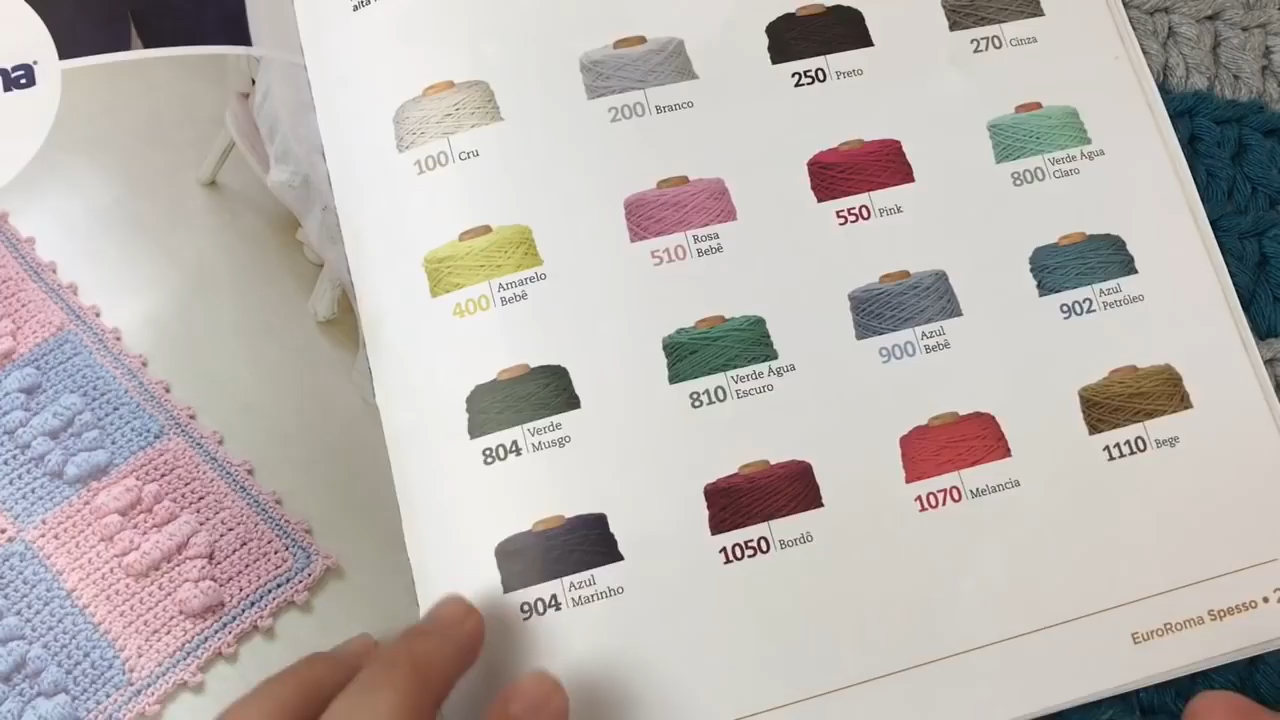 alta
100 Cru
200 Branco
250 Preto
270 Cinza
400 Amarelo
Bebê
510 Rosa
Bebê
550 Pink
800 Verde Água
Claro
804 Verde
Musgo
810 Verde Água
Escuro
900 Azul
Bebê
902 Azul
Petróleo
904 Azul
Marinho
1050 Bordô
1070 Melancia
1110 Bege
EuroRoma Spesso •